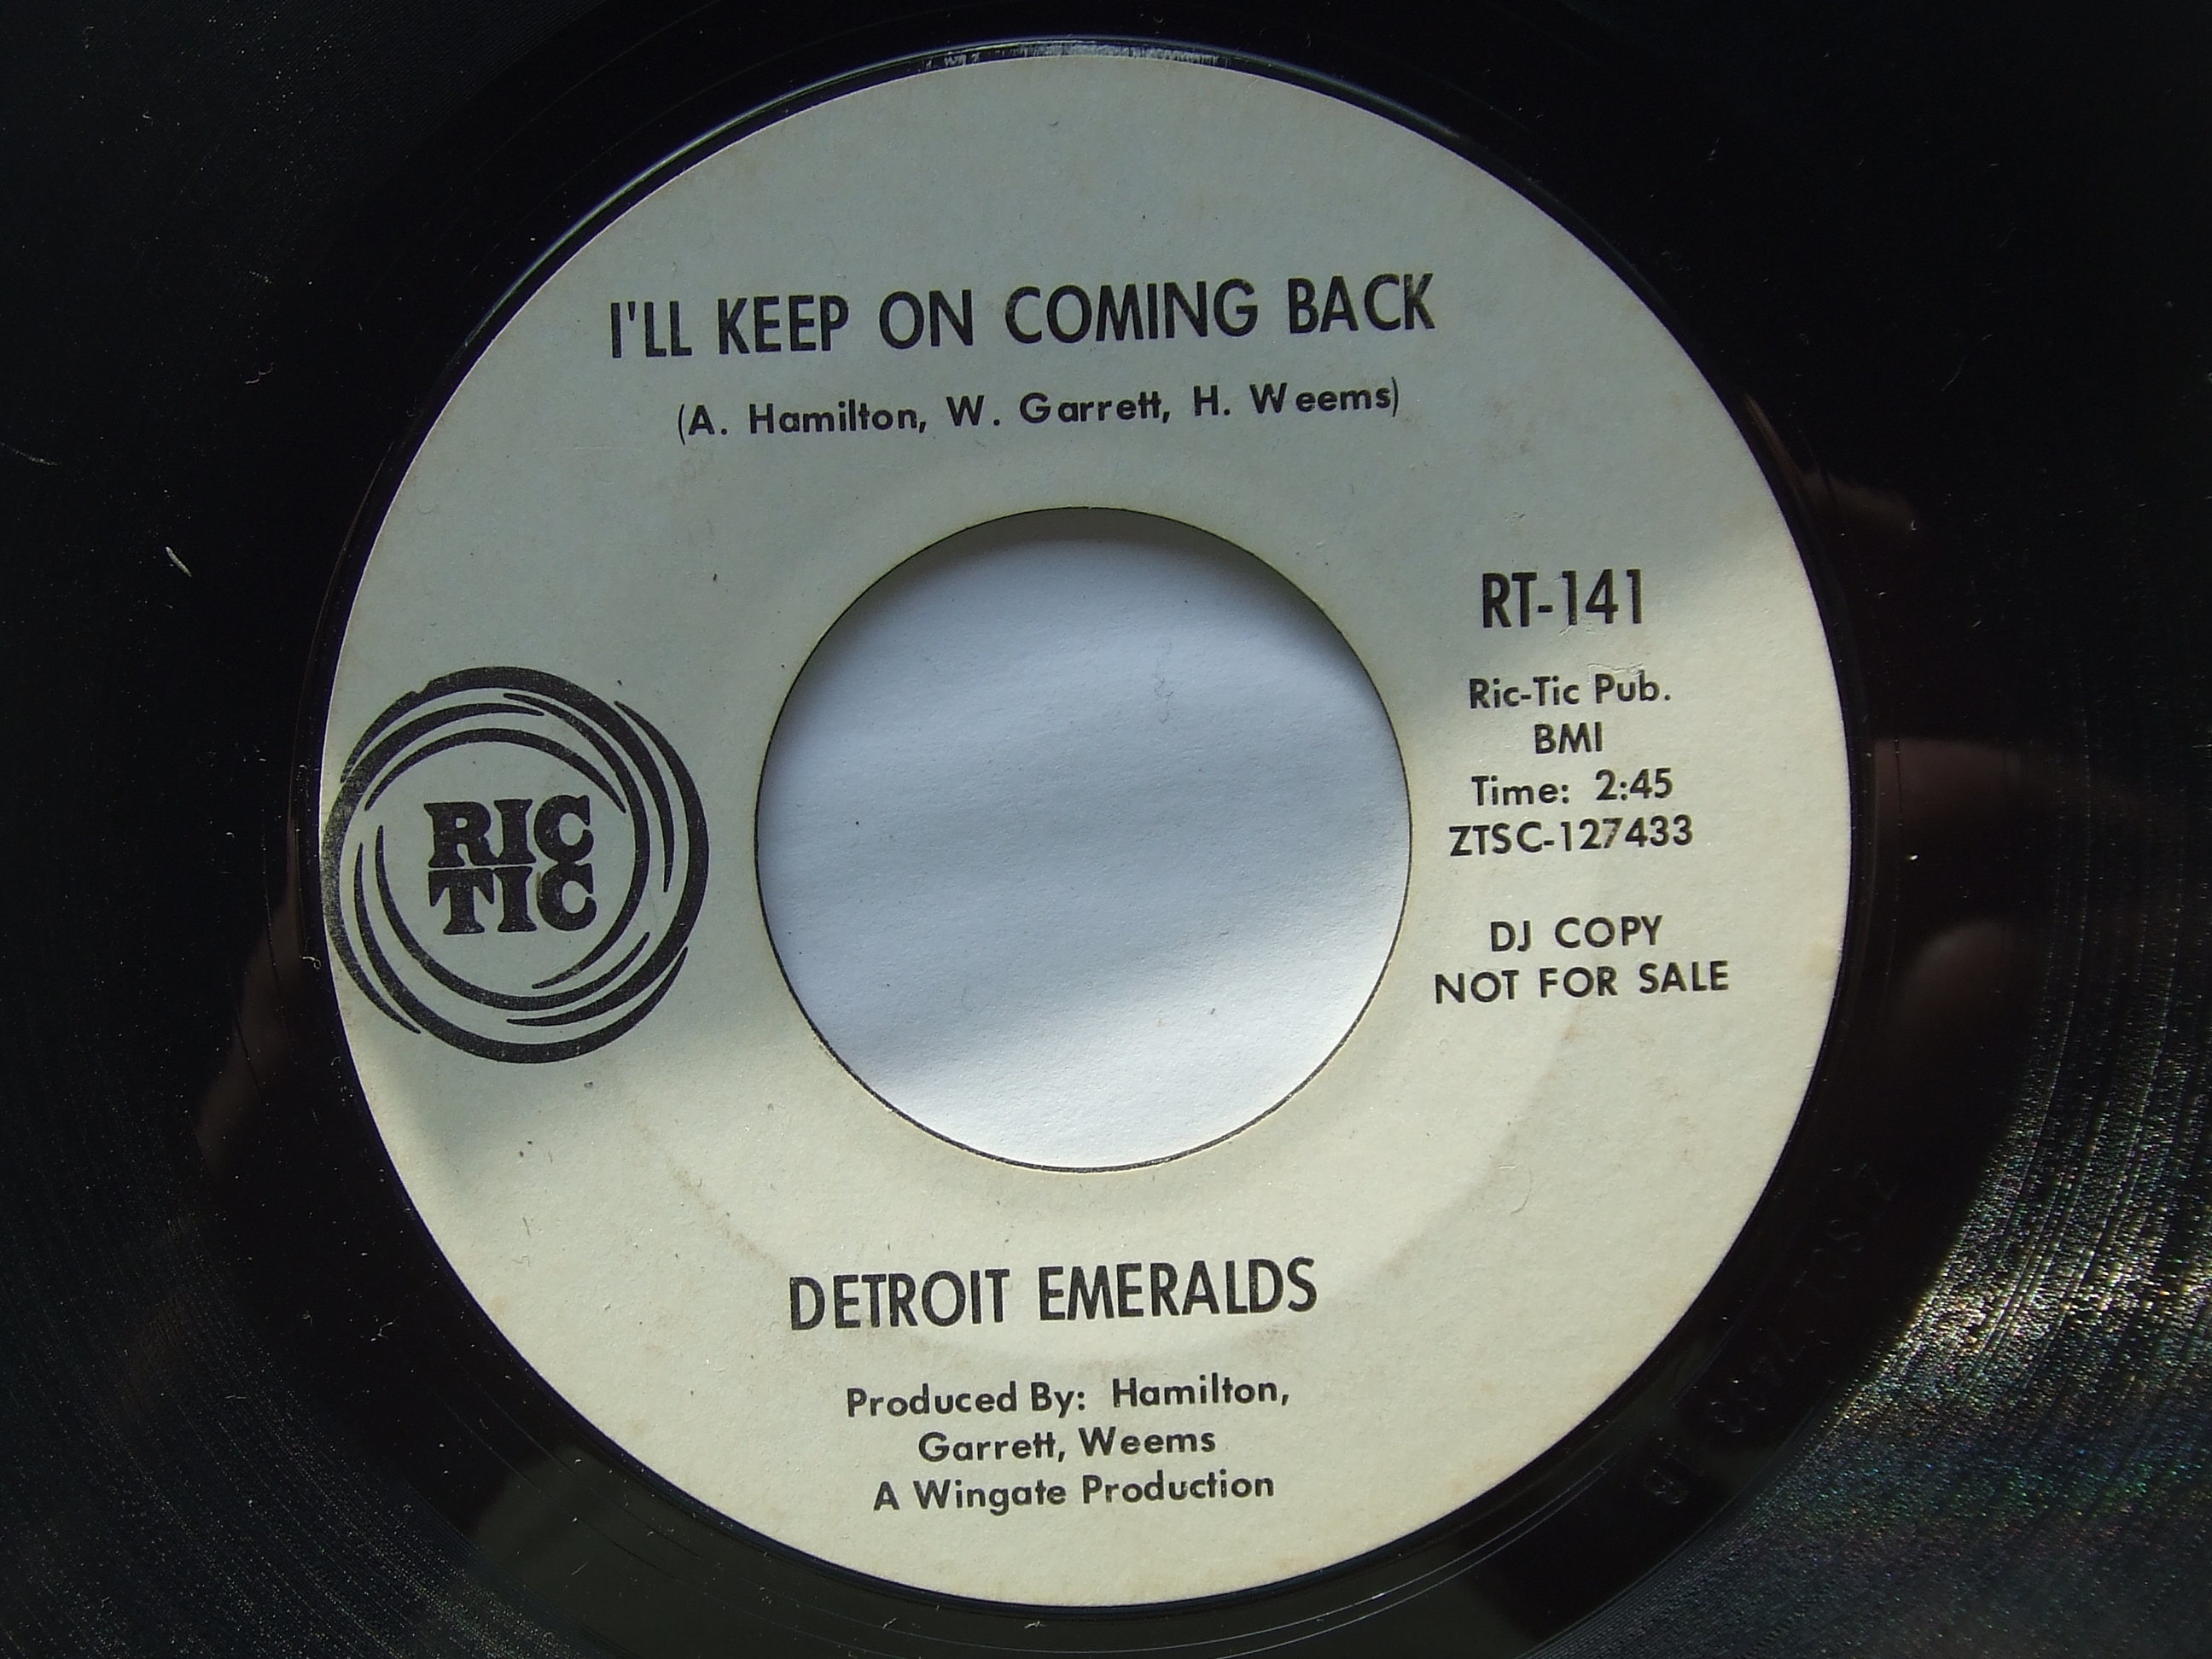 I'LL KEEP ON COMING BACK
(A. Hamilton, W. Garrett, H. Weems)
RIC
TIC
RT-141
Ric-Tic Pub.
BMI
Time: 2:45
ZTSC-127433
DJ COPY
NOT FOR SALE
DETROIT EMERALDS
Produced By: Hamilton,
Garrett, Weems
A Wingate Production